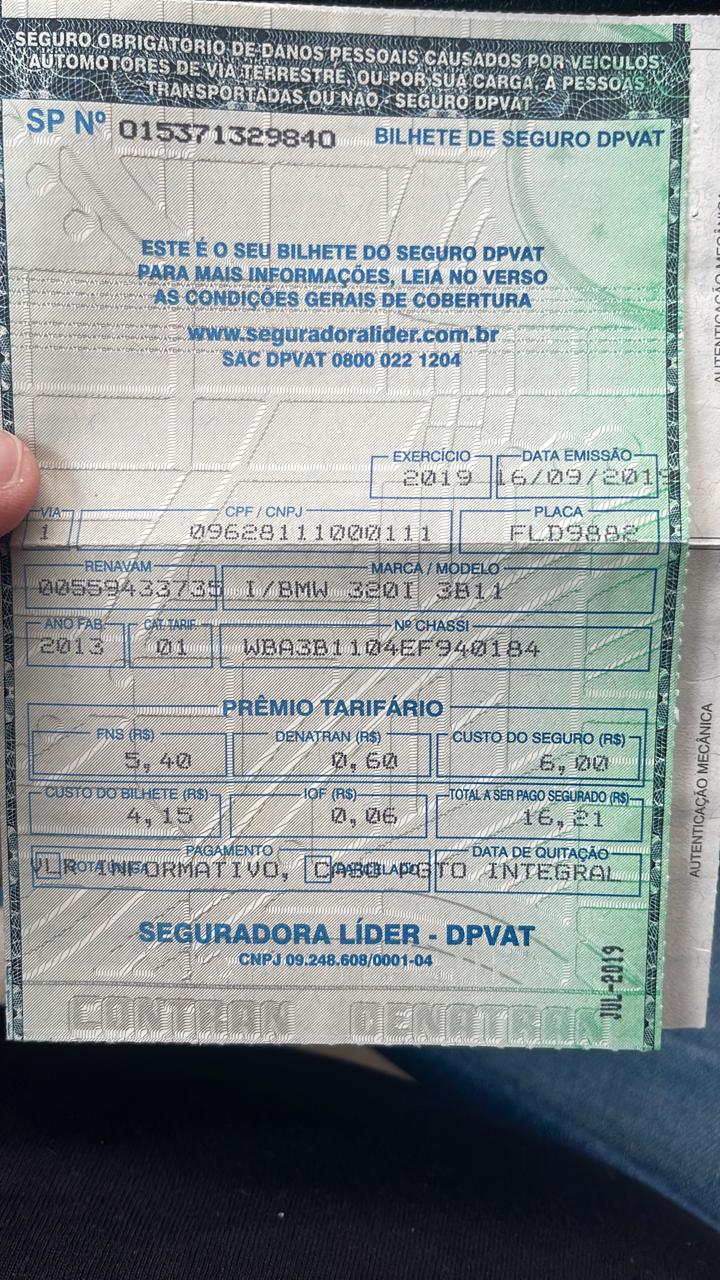 SEGURO OBRIGATÓRIO DE DANOS PESSOAIS CAUSADOS POR VEÍCULOS
AUTOMOTORES DE VIA TERRESTRE, OU POR SUA CARGA, A PESSOAS
TRANSPORTADAS OU NÃO - SEGURO DPVAT
SP Nº 015371329840 BILHETE DE SEGURO DPVAT
ESTE É O SEU BILHETE DO SEGURO DPVAT
PARA MAIS INFORMAÇÕES, LEIA NO VERSO
AS CONDIÇÕES GERAIS DE COBERTURA
www.seguradoralider.com.br
SAC DPVAT 0800 022 1204
EXERCÍCIO DATA EMISSÃO
2019 16/09/2019
VIA CPF / CNPJ PLACA
1 09628111000111 FLD9882
RENAVAM MARCA / MODELO
00559433735 I/BMW 320I 3B11
ANO FAB. CAT. TARIF Nº CHASSI
2013 01 WBA3B1104EF940184
PRÊMIO TARIFÁRIO
FNS (R$) DENATRAN (R$) CUSTO DO SEGURO (R$)
5,40 0,60 6,00
CUSTO DO BILHETE (R$) IOF (R$) TOTAL A SER PAGO SEGURADO (R$)
4,15 0,06 16,21
PAGAMENTO DATA DE QUITAÇÃO
VLR INFORMATIVO, CASO PGTO INTEGRAL
SEGURADORA LÍDER - DPVAT
CNPJ 09.248.608/0001-04
JUL-2019
CONTRAN DENATRAN
AUTENTICAÇÃO MECÂNICA